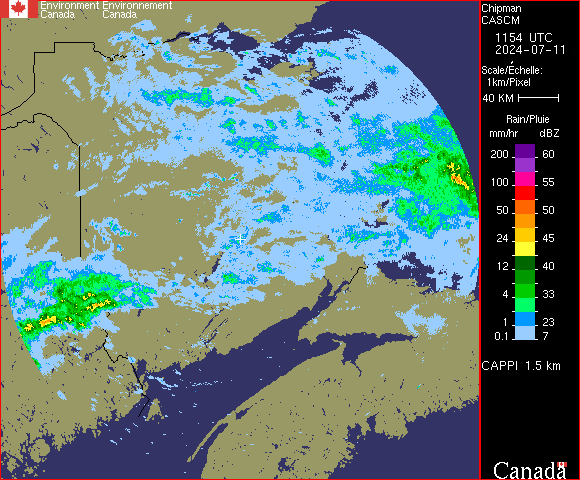 Environment Environnement
Canada Canada
Chipman
CASCM
1154 UTC
2024-07-11
Scale/Échelle:
1km/Pixel
40 KM
Rain/Pluie
mm/hr dBZ
200 60
100 55
50 50
24 45
12 40
4 33
1 23
0.1 7
CAPPI 1.5 km
Canada